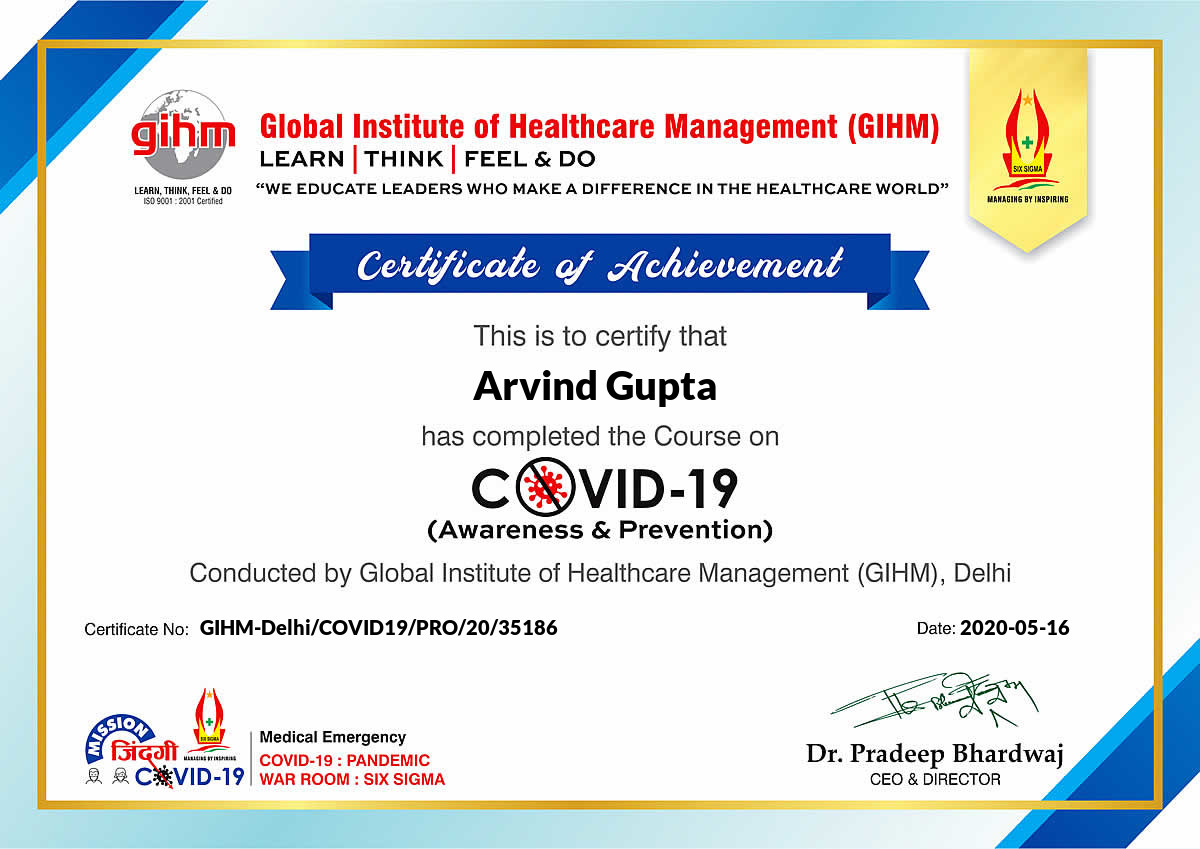 gihm
LEARN, THINK, FEEL & DO
ISO 9001 : 2001 Certified
Global Institute of Healthcare Management (GIHM)
LEARN | THINK | FEEL & DO
“WE EDUCATE LEADERS WHO MAKE A DIFFERENCE IN THE HEALTHCARE WORLD”
SIX SIGMA
MANAGING BY INSPIRING
Certificate of Achievement
This is to certify that
Arvind Gupta
has completed the Course on
COVID-19
(Awareness & Prevention)
Conducted by Global Institute of Healthcare Management (GIHM), Delhi
Certificate No: GIHM-Delhi/COVID19/PRO/20/35186
Date: 2020-05-16
MISSION
जिंदगी
COVID-19
SIX SIGMA
MANAGING BY INSPIRING
Medical Emergency
COVID-19 : PANDEMIC
WAR ROOM : SIX SIGMA
Dr. Pradeep Bhardwaj
CEO & DIRECTOR